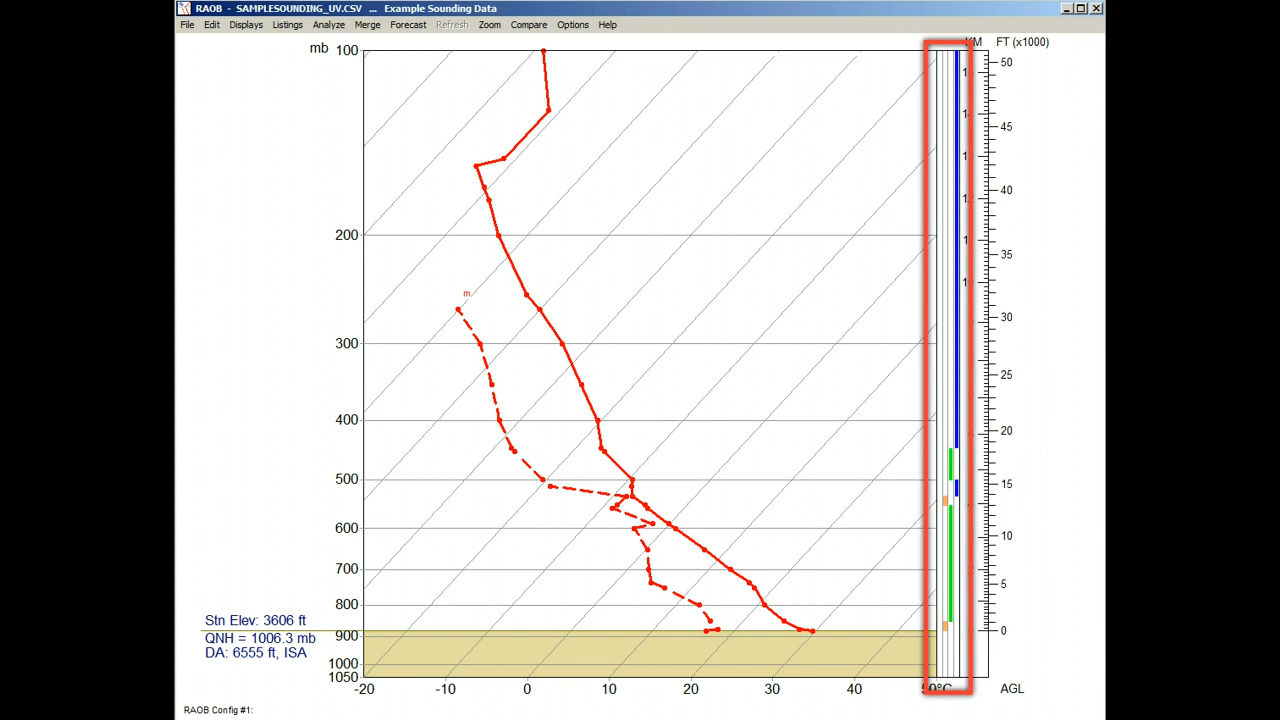 RAOB - SAMPLESOUNDING_UV.CSV ... Example Sounding Data
File Edit Displays Listings Analyze Merge Forecast Refresh Zoom Compare Options Help
mb
KM FT (x1000)
100
200
300
400
500
600
700
800
900
1000
1050
m
50
45
40
35
30
25
20
15
10
5
0
Stn Elev: 3606 ft
QNH = 1006.3 mb
DA: 6555 ft, ISA
-20 -10 0 10 20 30 40 50°C AGL
RAOB Config #1: